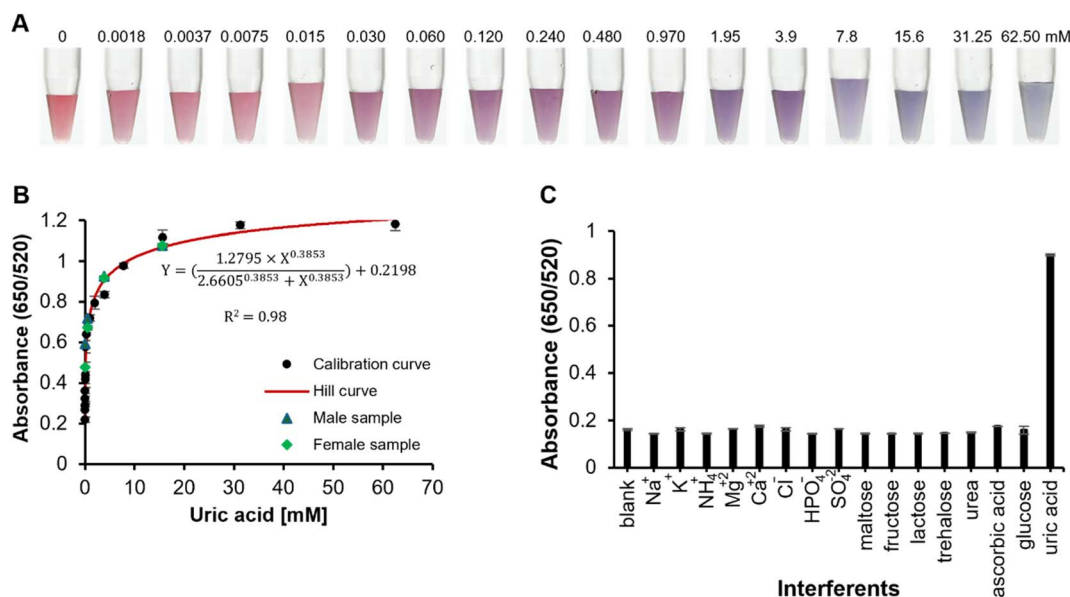 A
0 0.0018 0.0037 0.0075 0.015 0.030 0.060 0.120 0.240 0.480 0.970 1.95 3.9 7.8 15.6 31.25 62.50 mM
B
Absorbance (650/520)
1.2
1
0.8
0.6
0.4
0.2
0
Y = (1.2795 × X^0.3853 / 2.6605^0.3853 + X^0.3853) + 0.2198
R² = 0.98
Calibration curve
Hill curve
Male sample
Female sample
0 10 20 30 40 50 60 70
Uric acid [mM]
C
Absorbance (650/520)
1
0.8
0.6
0.4
0.2
0
blank
Na⁺
K⁺
NH₄⁺
Mg⁺²
Ca⁺²
Cl⁻
HPO₄⁻
SO₄⁻²
maltose
fructose
lactose
trehalose
urea
ascorbic acid
glucose
uric acid
Interferents